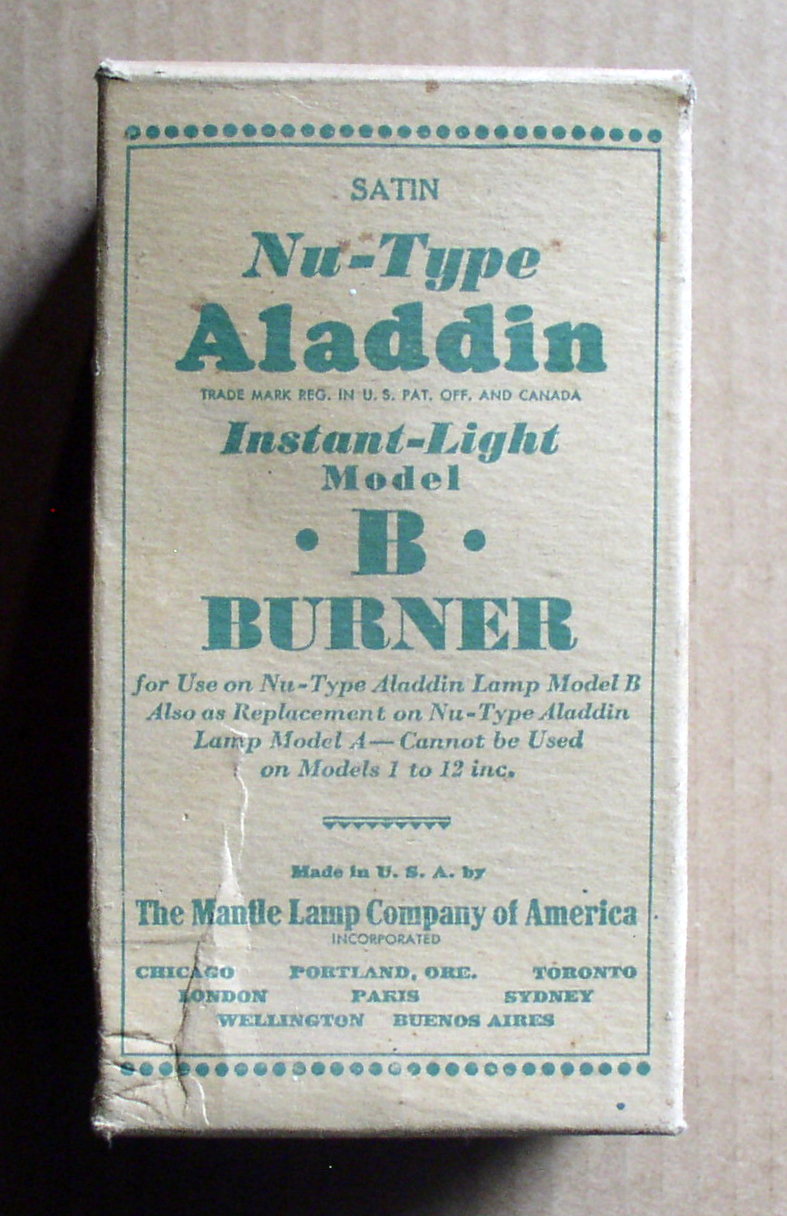 SATIN
Nu-Type
Aladdin
TRADE MARK REG. IN U. S. PAT. OFF. AND CANADA
Instant-Light
Model
• B •
BURNER
for Use on Nu-Type Aladdin Lamp Model B
Also as Replacement on Nu-Type Aladdin
Lamp Model A — Cannot be Used
on Models 1 to 12 inc.
Made in U. S. A. by
The Mantle Lamp Company of America
INCORPORATED
CHICAGO PORTLAND, ORE. TORONTO
LONDON PARIS SYDNEY
WELLINGTON BUENOS AIRES